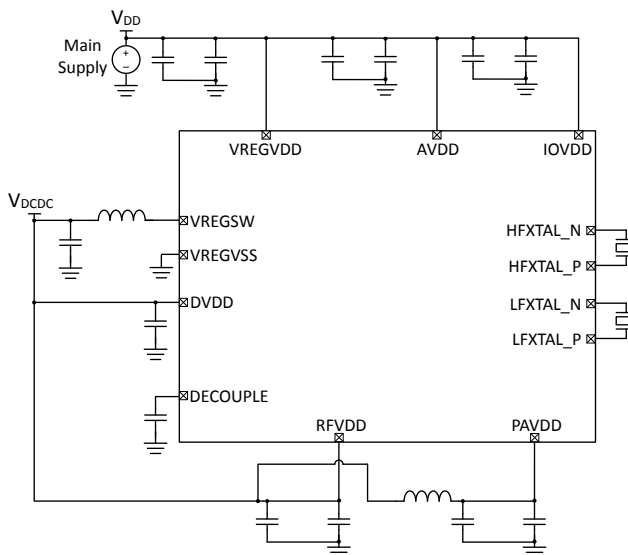 VDD
Main
Supply
+
−
VREGVDD
AVDD
IOVDD
VDCDC
VREGSW
HFXTAL_N
VREGVSS
HFXTAL_P
DVDD
LFXTAL_N
LFXTAL_P
DECOUPLE
RFVDD
PAVDD